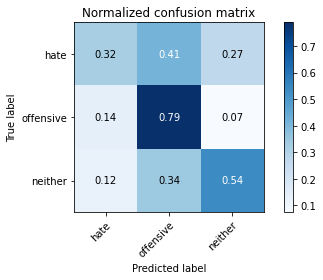 Normalized confusion matrix
True label
hate 0.32 0.41 0.27
offensive 0.14 0.79 0.07
neither 0.12 0.34 0.54
hate offensive neither
Predicted label
0.7
0.6
0.5
0.4
0.3
0.2
0.1